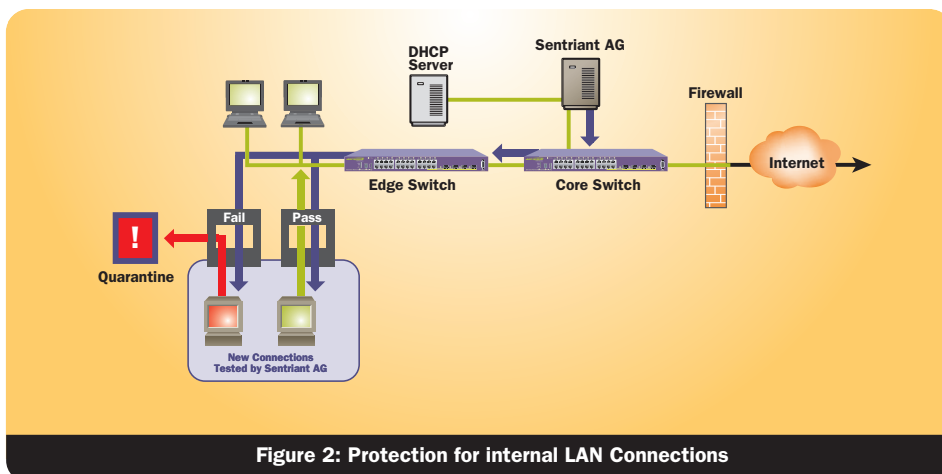 DHCP
Server
Sentriant AG
Firewall
Internet
Edge Switch
Core Switch
Fail
Pass
!
Quarantine
New Connections
Tested by Sentriant AG
Figure 2: Protection for internal LAN Connections